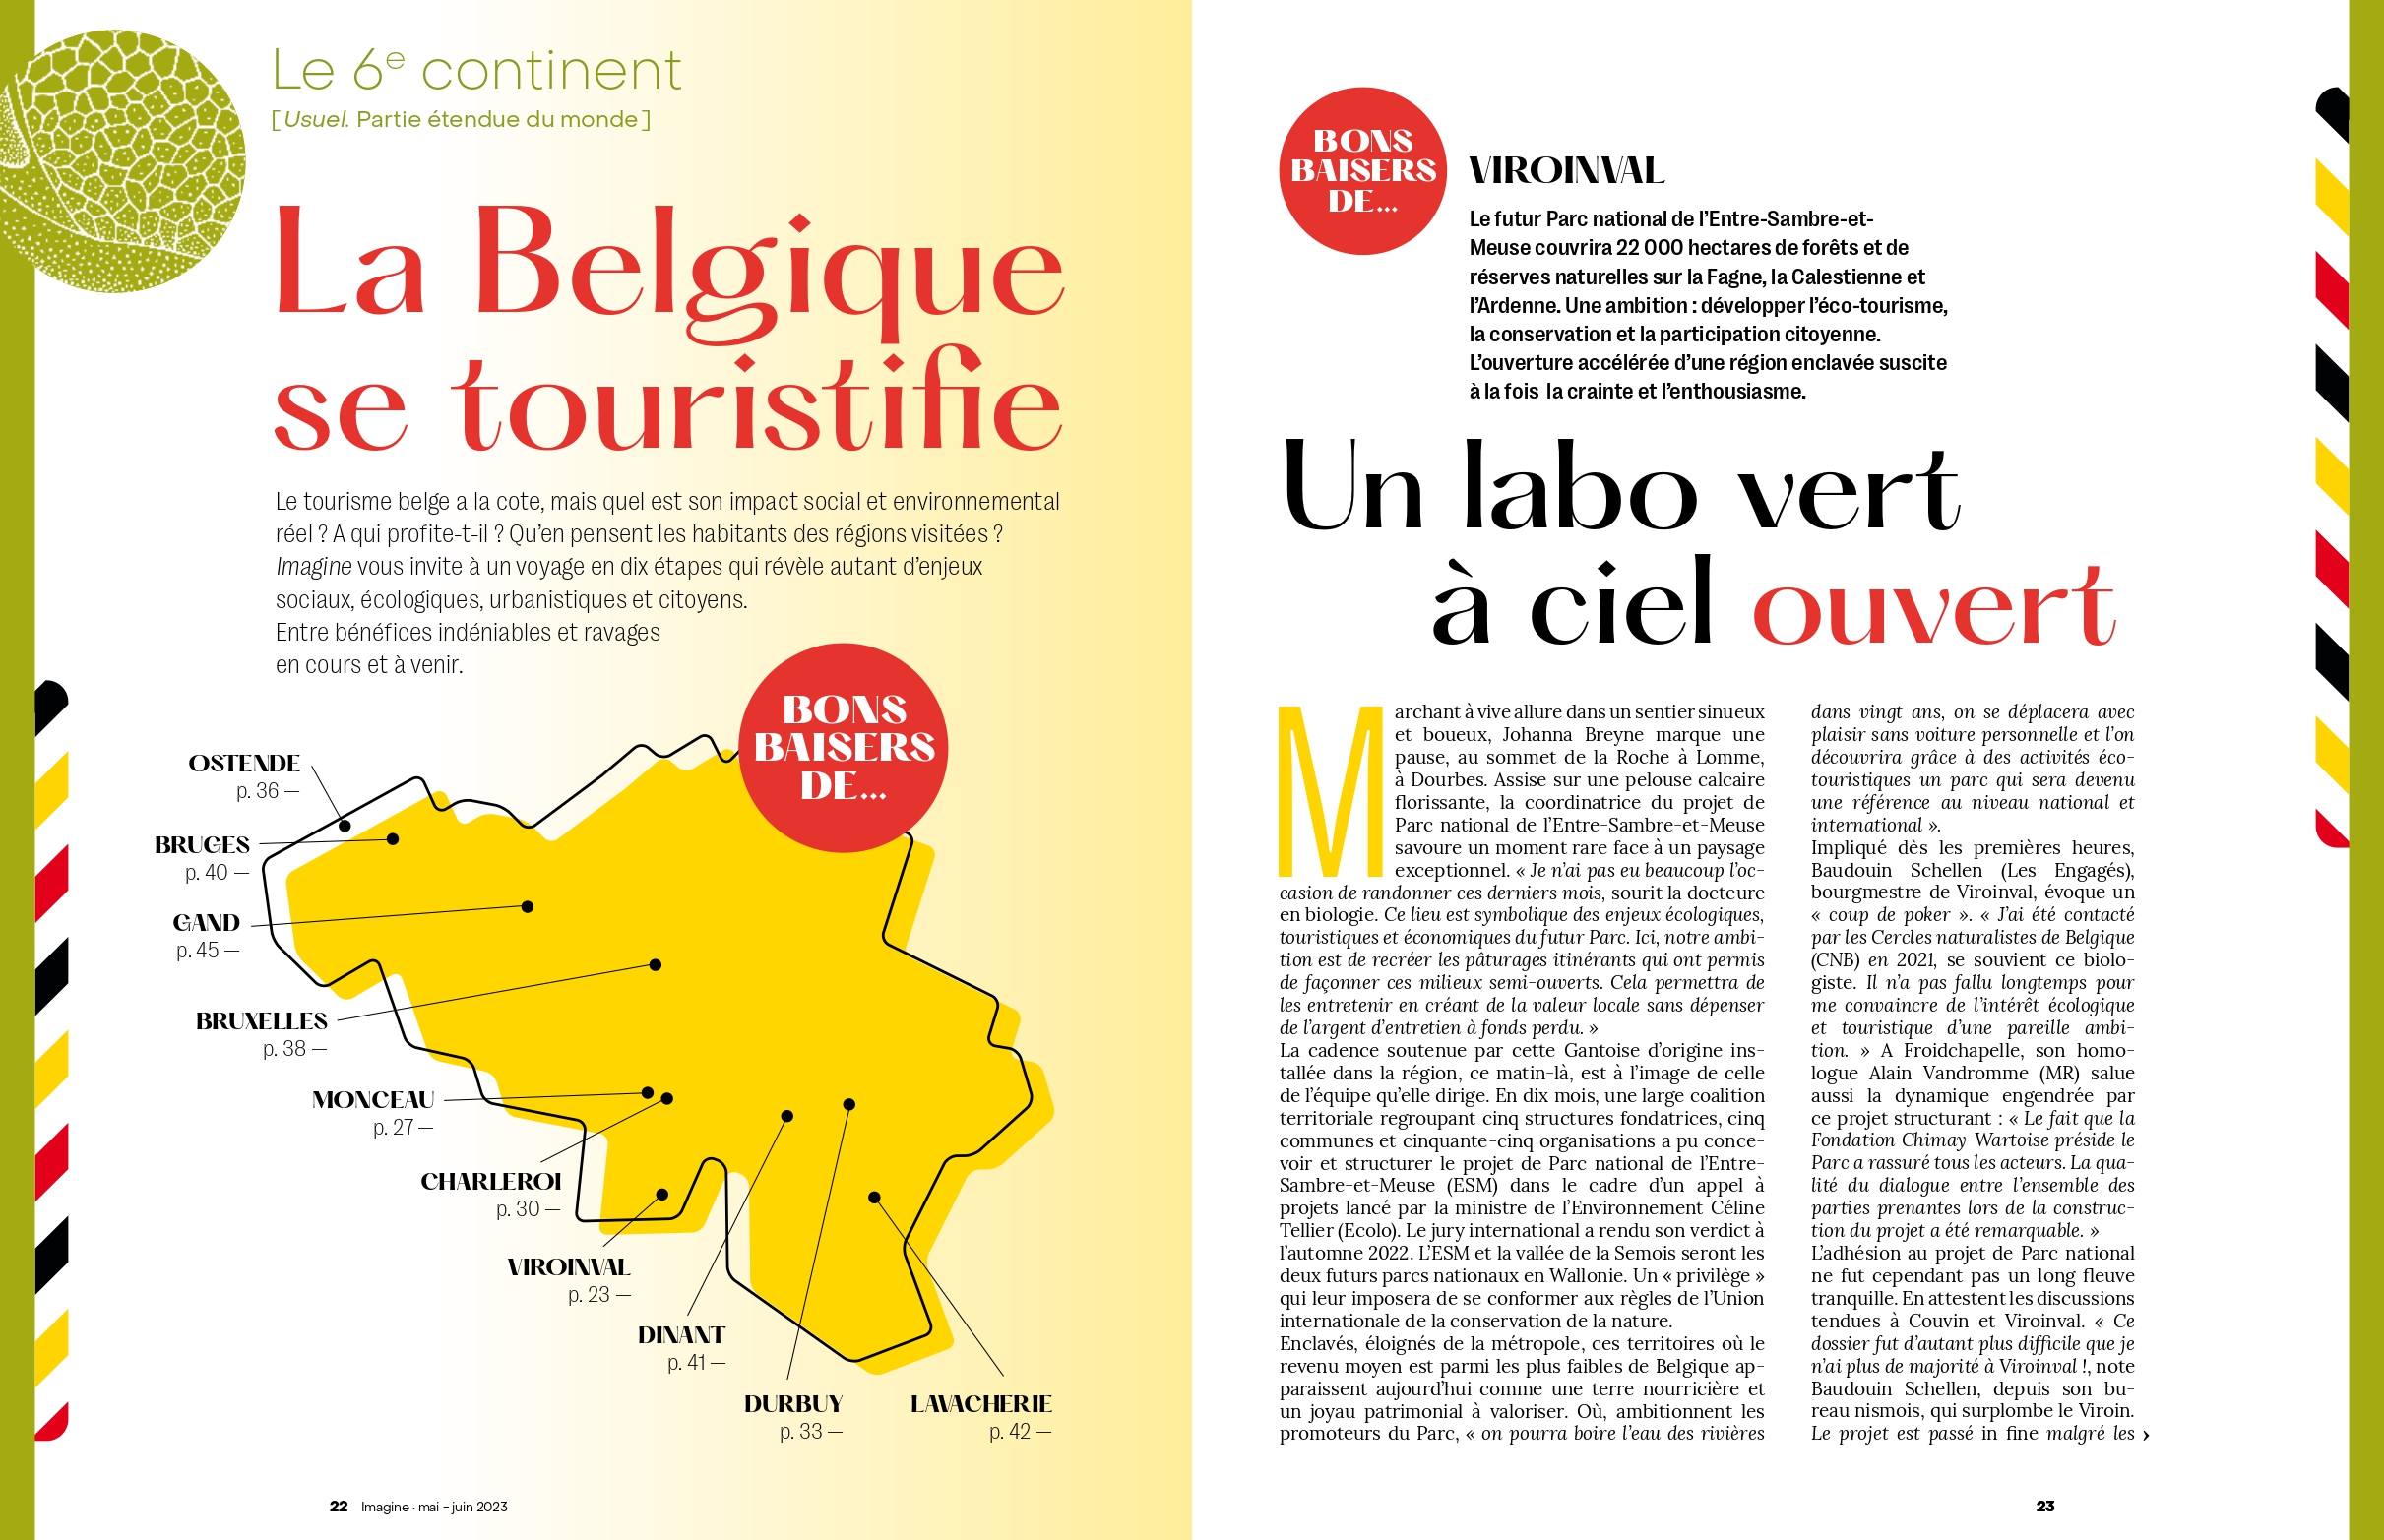 Le 6e continent
[Usuel. Partie étendue du monde]
La Belgique
se touristifie
Le tourisme belge a la cote, mais quel est son impact social et environnemental
réel ? A qui profite-t-il ? Qu’en pensent les habitants des régions visitées ?
Imagine vous invite à un voyage en dix étapes qui révèle autant d’enjeux
sociaux, écologiques, urbanistiques et citoyens.
Entre bénéfices indéniables et ravages
en cours et à venir.
BONS
BAISERS
DE...
OSTENDE
p. 36 —
BRUGES
p. 40 —
GAND
p. 45 —
BRUXELLES
p. 38 —
MONCEAU
p. 27 —
CHARLEROI
p. 30 —
VIROINVAL
p. 23 —
DINANT
p. 41 —
DURBUY
p. 33 —
LAVACHERIE
p. 42 —
22 Imagine · mai – juin 2023
BONS
BAISERS
DE...
VIROINVAL
Le futur Parc national de l’Entre-Sambre-et-
Meuse couvrira 22 000 hectares de forêts et de
réserves naturelles sur la Fagne, la Calestienne et
l’Ardenne. Une ambition : développer l’éco-tourisme,
la conservation et la participation citoyenne.
L’ouverture accélérée d’une région enclavée suscite
à la fois la crainte et l’enthousiasme.
Un labo vert
à ciel ouvert
Marchant à vive allure dans un sentier sinueux
et boueux, Johanna Breyne marque une
pause, au sommet de la Roche à Lomme,
à Dourbes. Assise sur une pelouse calcaire
florissante, la coordinatrice du projet de
Parc national de l’Entre-Sambre-et-Meuse
savoure un moment rare face à un paysage
exceptionnel. « Je n’ai pas eu beaucoup l’oc-
casion de randonner ces derniers mois, sourit la docteure
en biologie. Ce lieu est symbolique des enjeux écologiques,
touristiques et économiques du futur Parc. Ici, notre ambi-
tion est de recréer les pâturages itinérants qui ont permis
de façonner ces milieux semi-ouverts. Cela permettra de
les entretenir en créant de la valeur locale sans dépenser
de l’argent d’entretien à fonds perdu. »
La cadence soutenue par cette Gantoise d’origine ins-
tallée dans la région, ce matin-là, est à l’image de celle
de l’équipe qu’elle dirige. En dix mois, une large coalition
territoriale regroupant cinq structures fondatrices, cinq
communes et cinquante-cinq organisations a pu conce-
voir et structurer le projet de Parc national de l’Entre-
Sambre-et-Meuse (ESM) dans le cadre d’un appel à
projets lancé par la ministre de l’Environnement Céline
Tellier (Ecolo). Le jury international a rendu son verdict à
l’automne 2022. L’ESM et la vallée de la Semois seront les
deux futurs parcs nationaux en Wallonie. Un « privilège »
qui leur imposera de se conformer aux règles de l’Union
internationale de la conservation de la nature.
Enclavés, éloignés de la métropole, ces territoires où le
revenu moyen est parmi les plus faibles de Belgique ap-
paraissent aujourd’hui comme une terre nourricière et
un joyau patrimonial à valoriser. Où, ambitionnent les
promoteurs du Parc, « on pourra boire l’eau des rivières
dans vingt ans, on se déplacera avec
plaisir sans voiture personnelle et l’on
découvrira grâce à des activités éco-
touristiques un parc qui sera devenu
une référence au niveau national et
international ».
Impliqué dès les premières heures,
Baudouin Schellen (Les Engagés),
bourgmestre de Viroinval, évoque un
« coup de poker ». « J’ai été contacté
par les Cercles naturalistes de Belgique
(CNB) en 2021, se souvient ce biolo-
giste. Il n’a pas fallu longtemps pour
me convaincre de l’intérêt écologique
et touristique d’une pareille ambi-
tion. » A Froidchapelle, son homo-
logue Alain Vandromme (MR) salue
aussi la dynamique engendrée par
ce projet structurant : « Le fait que la
Fondation Chimay-Wartoise préside le
Parc a rassuré tous les acteurs. La qua-
lité du dialogue entre l’ensemble des
parties prenantes lors de la construc-
tion du projet a été remarquable. »
L’adhésion au projet de Parc national
ne fut cependant pas un long fleuve
tranquille. En attestent les discussions
tendues à Couvin et Viroinval. « Ce
dossier fut d’autant plus difficile que je
n’ai plus de majorité à Viroinval !, note
Baudouin Schellen, depuis son bu-
reau nismois, qui surplombe le Viroin.
Le projet est passé in fine malgré les ›
23